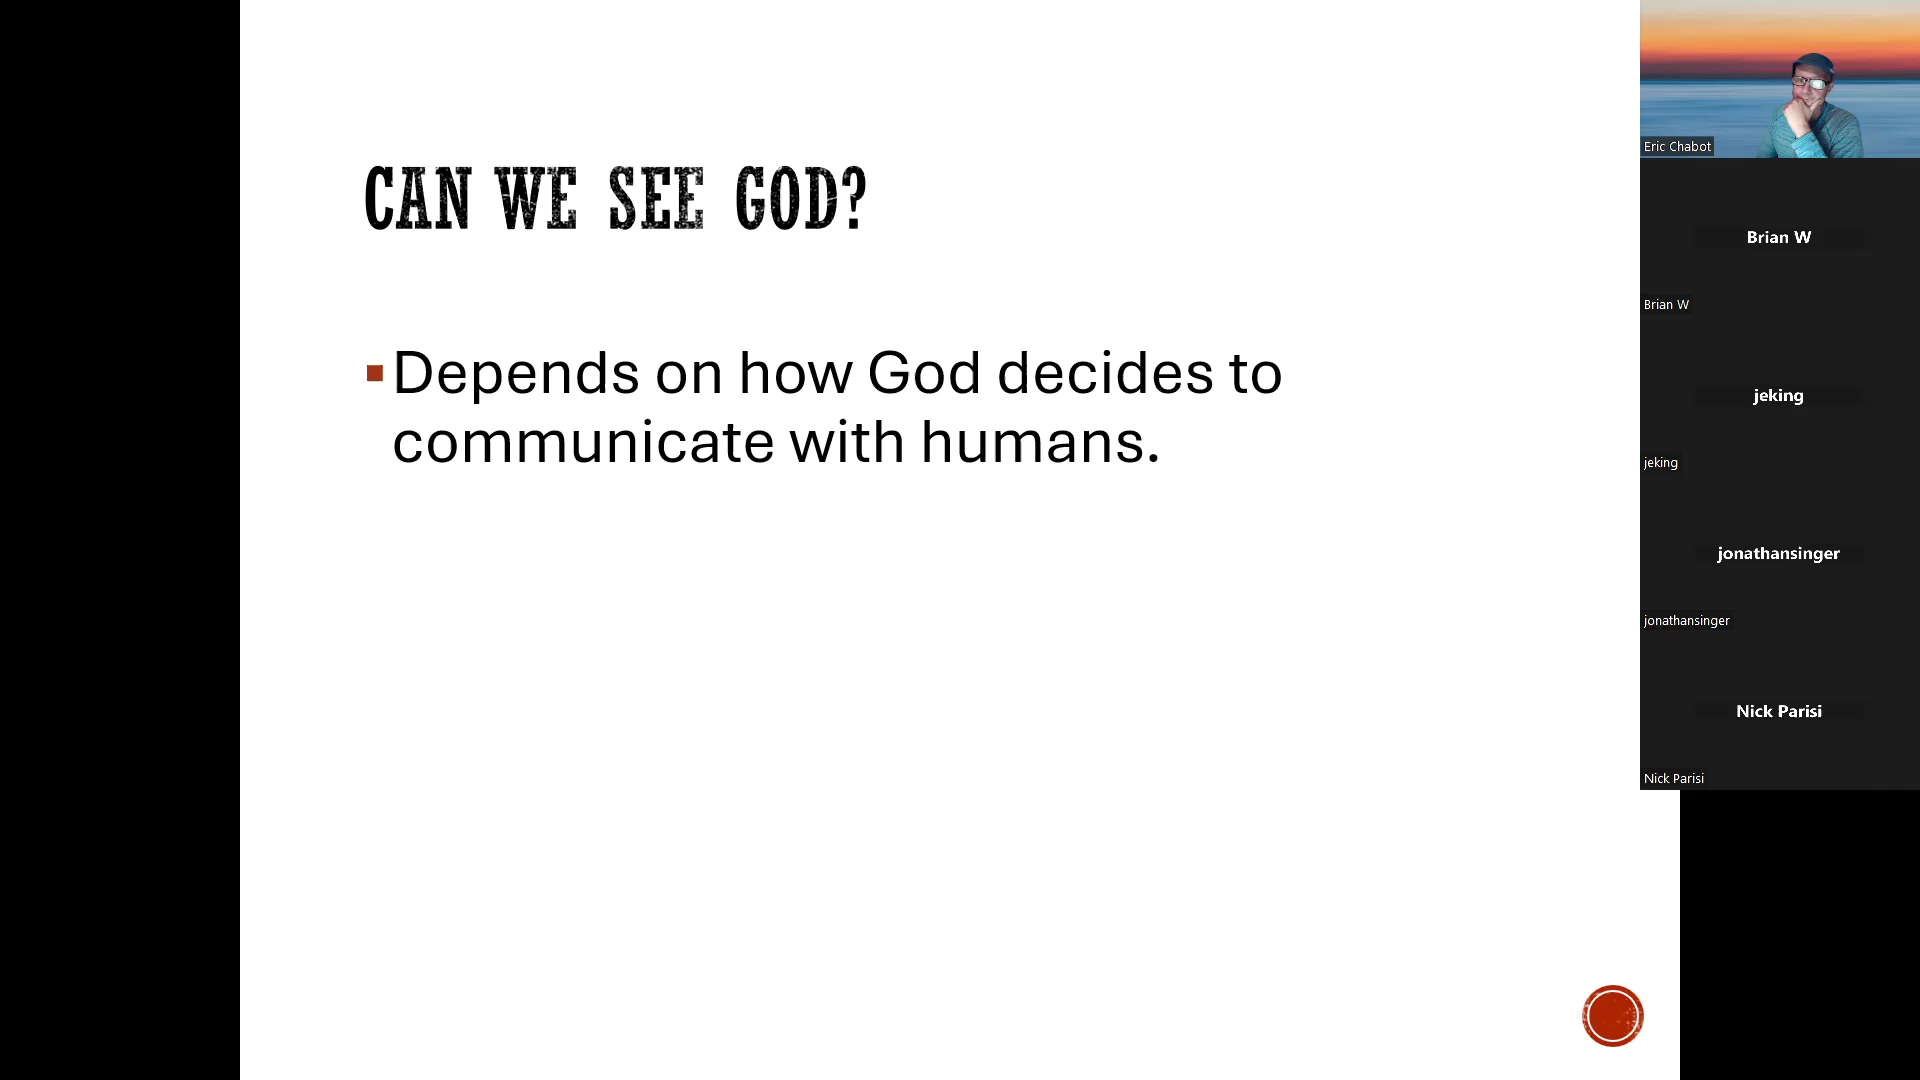 CAN WE SEE GOD?
Depends on how God decides to
communicate with humans.
Eric Chabot
Brian W
Brian W
jeking
jeking
jonathansinger
jonathansinger
Nick Parisi
Nick Parisi